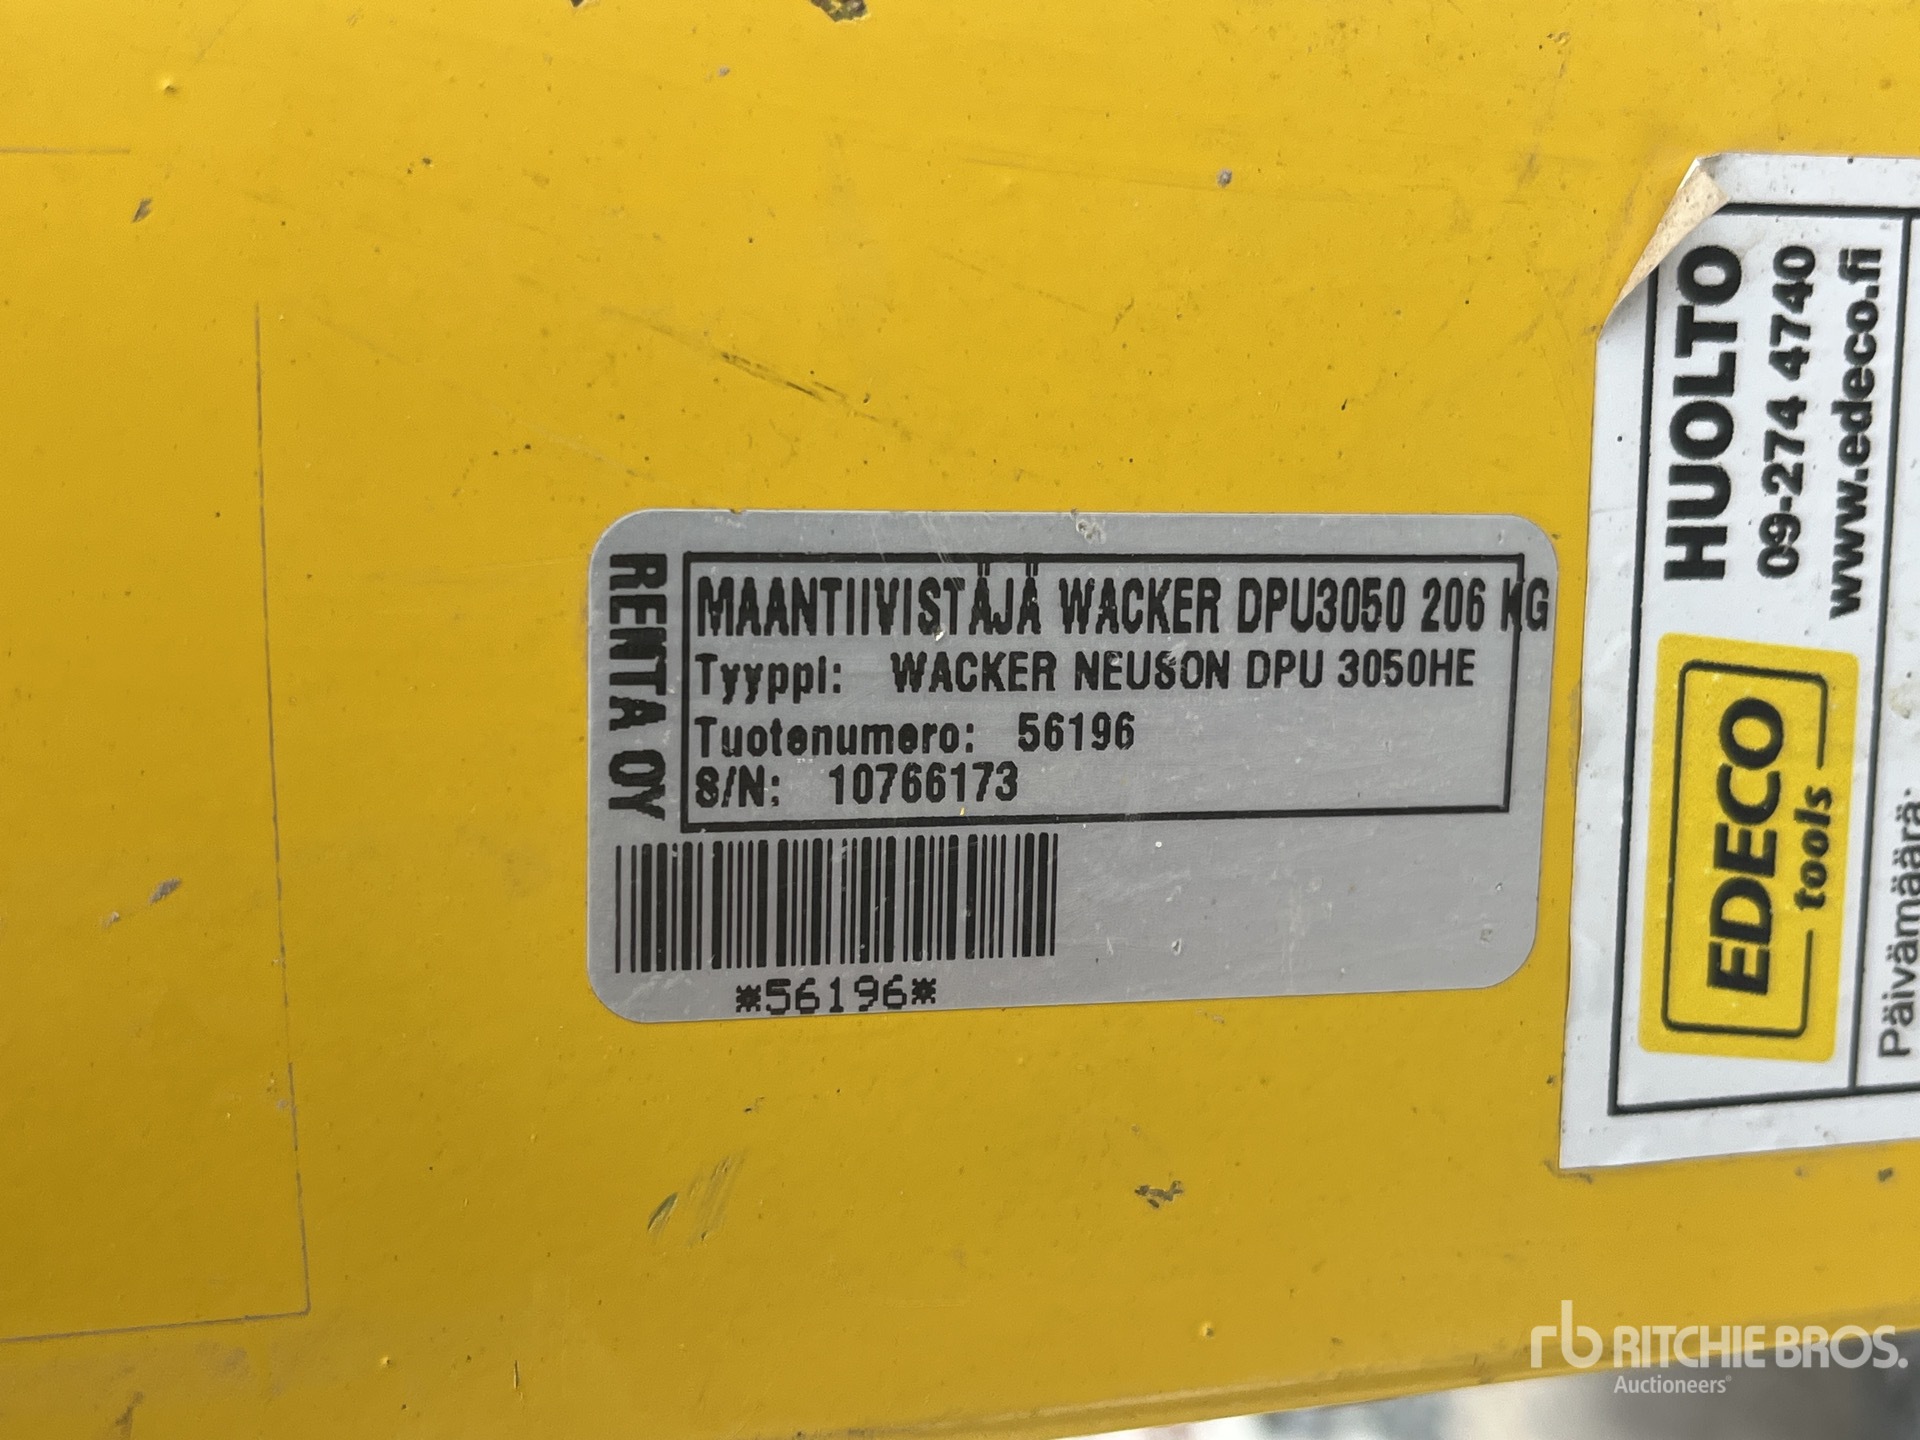 RENTA OY
MAANTIIVISTÄJÄ WACKER DPU3050 206 KG
Tyyppi: WACKER NEUSON DPU 3050HE
Tuotenumero: 56196
S/N: 10766173
*56196*
HUOLTO
09-274 4740
www.edeco.fi
EDECO
tools
Päivämäärä:
rb RITCHIE BROS.
Auctioneers